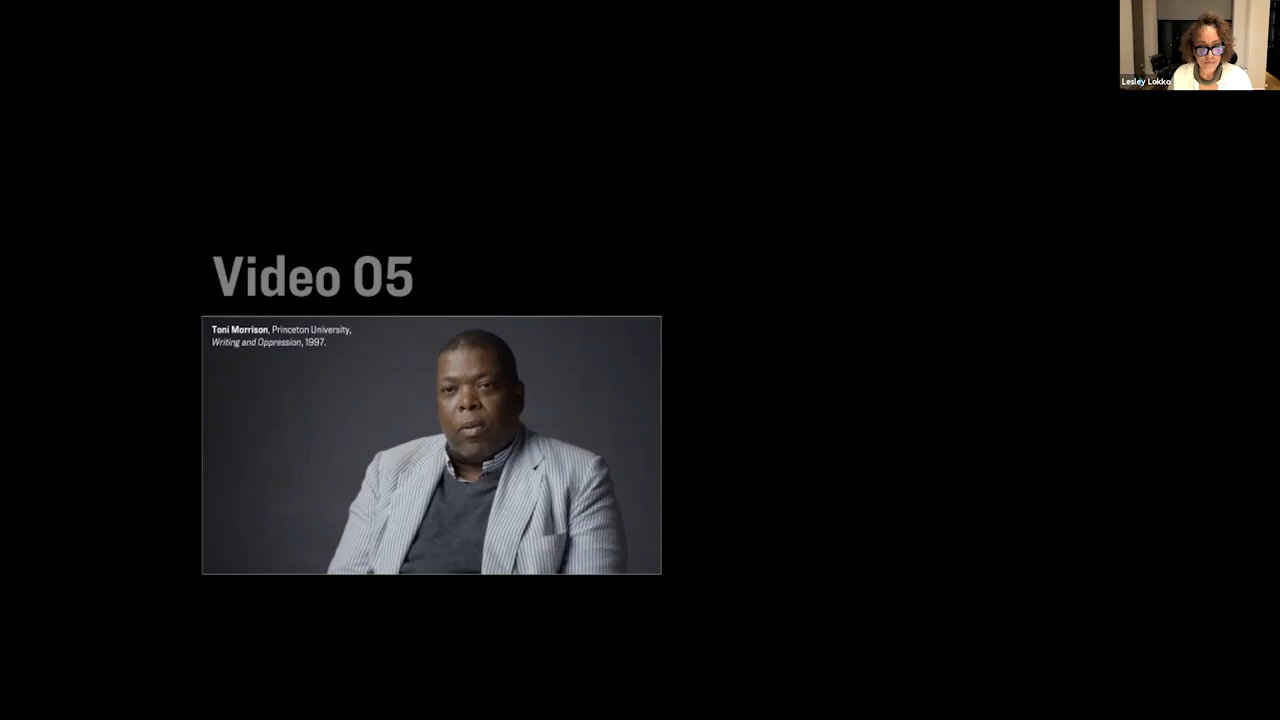 Lesley Lokko
Video 05
Toni Morrison, Princeton University,
Writing and Oppression, 1997.